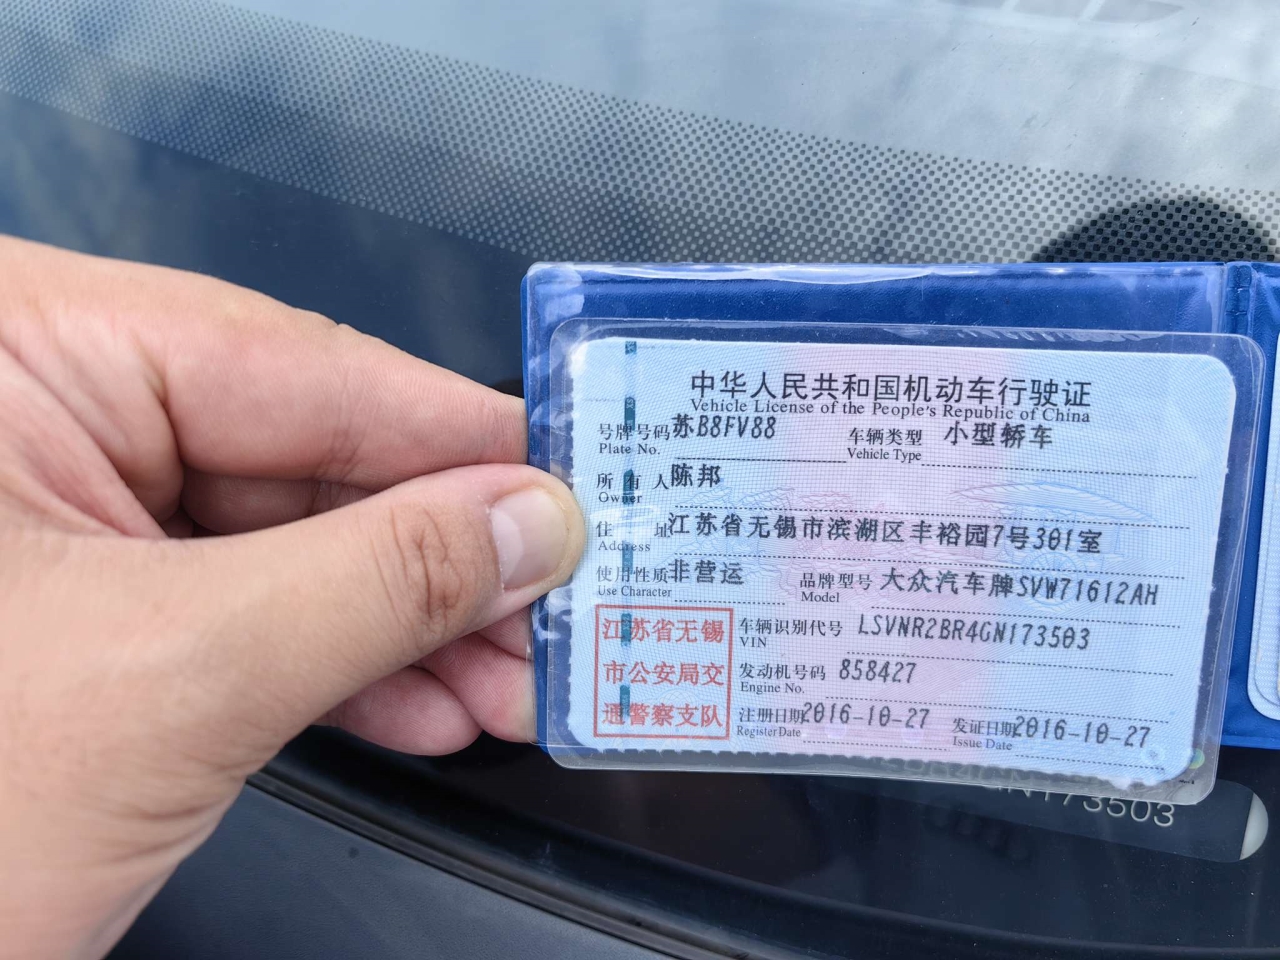 中华人民共和国机动车行驶证
Vehicle License of the People's Republic of China
号牌号码 苏B8FV88 车辆类型 小型轿车
Plate No. Vehicle Type
所有人 陈邦
Owner
住址 江苏省无锡市滨湖区丰裕园7号301室
Address
使用性质 非营运 品牌型号 大众汽车牌SVW71612AH
Use Character Model
江苏省无锡
市公安局交
通警察支队
车辆识别代号 LSVNR2BR4GN173503
VIN
发动机号码 858427
Engine No.
注册日期 2016-10-27 发证日期 2016-10-27
Register Date Issue Date
GN173503